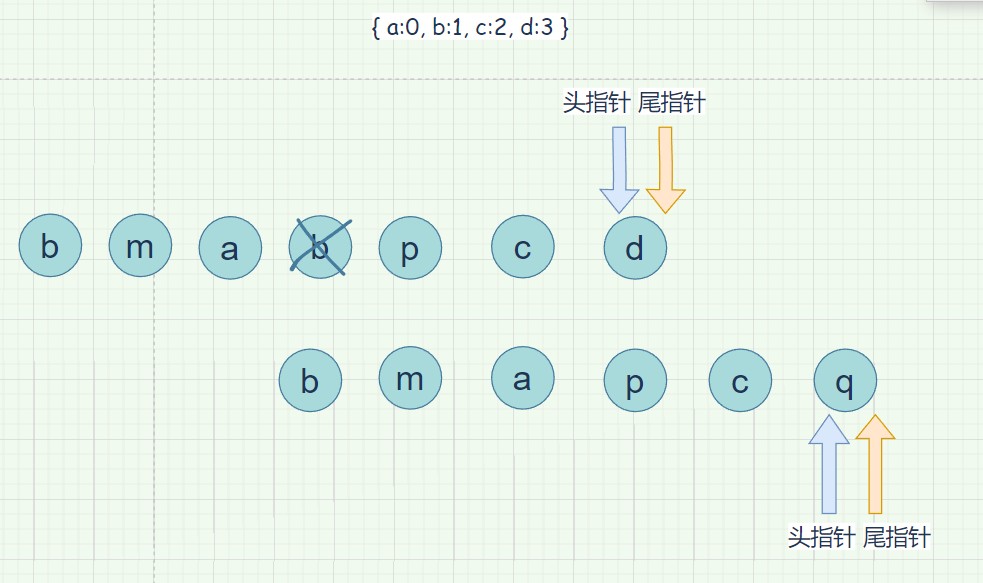 { a:0, b:1, c:2, d:3 }
头指针 尾指针
b m a b p c d
b m a p c q
头指针 尾指针